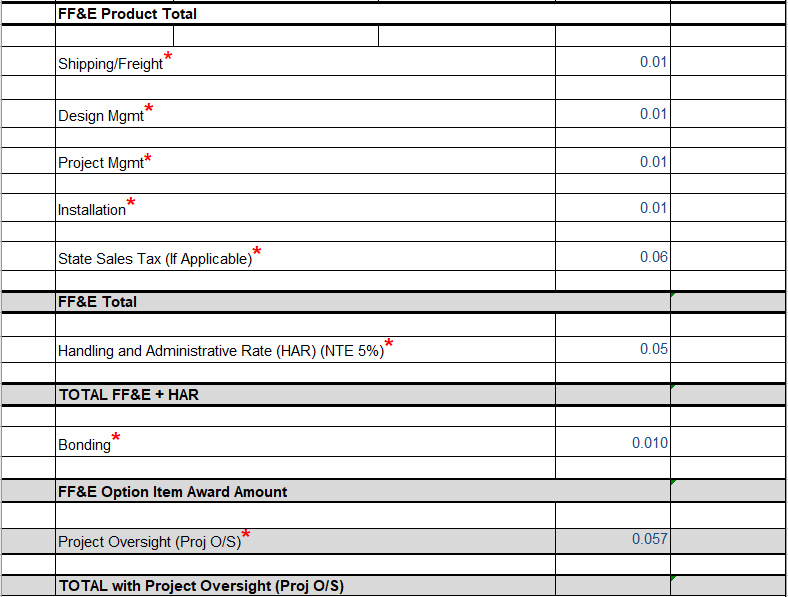 FF&E Product Total
Shipping/Freight* 0.01
Design Mgmt* 0.01
Project Mgmt* 0.01
Installation* 0.01
State Sales Tax (If Applicable)* 0.06
FF&E Total
Handling and Administrative Rate (HAR) (NTE 5%)* 0.05
TOTAL FF&E + HAR
Bonding* 0.010
FF&E Option Item Award Amount
Project Oversight (Proj O/S)* 0.057
TOTAL with Project Oversight (Proj O/S)